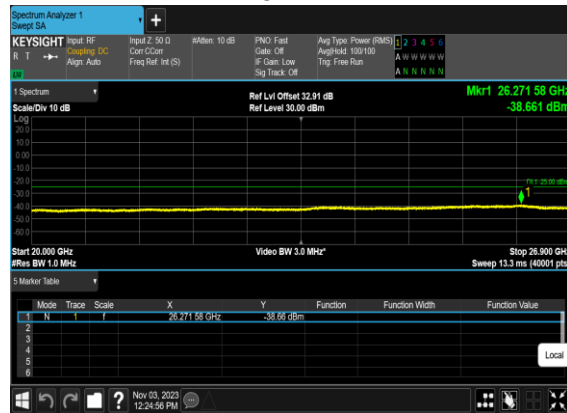 Spectrum Analyzer 1
Swept SA
+
KEYSIGHT Input: RF Input Z: 50 Ω #Atten: 10 dB PNO: Fast Avg Type: Power (RMS) 1 2 3 4 5 6
R T Coupling: DC Corr CCorr Gate: Off Avg|Hold: 100/100 A W W W W W
Align: Auto Freq Ref: Int (S) IF Gain: Low Trig: Free Run
LW Sig Track: Off A N N N N N
1 Spectrum
Ref Lvl Offset 32.91 dB Mkr1 26.271 58 GHz
Scale/Div 10 dB Ref Level 30.00 dBm -38.661 dBm
Log
20.0
10.0
0.00
-10.0
-20.0
DL1 -25.00 dBm
-30.0
1
-40.0
-50.0
-60.0
Start 20.000 GHz Video BW 3.0 MHz* Stop 26.900 GHz
#Res BW 1.0 MHz Sweep 13.3 ms (40001 pts
5 Marker Table
Mode Trace Scale X Y Function Function Width Function Value
1 N 1 f 26.271 58 GHz -38.66 dBm
2
3
4
5
6
Local
? Nov 03, 2023
12:24:56 PM